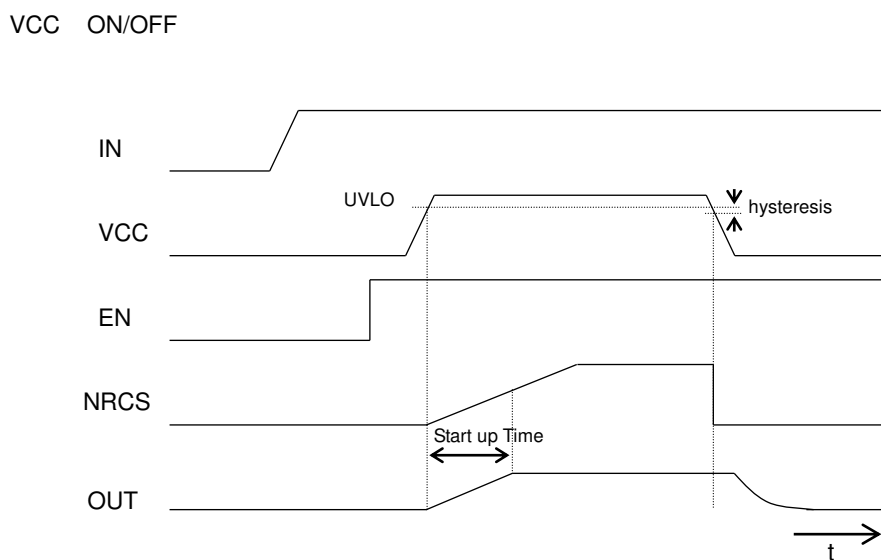 VCC ON/OFF
IN
UVLO
hysteresis
VCC
EN
NRCS
Start up Time
OUT
t